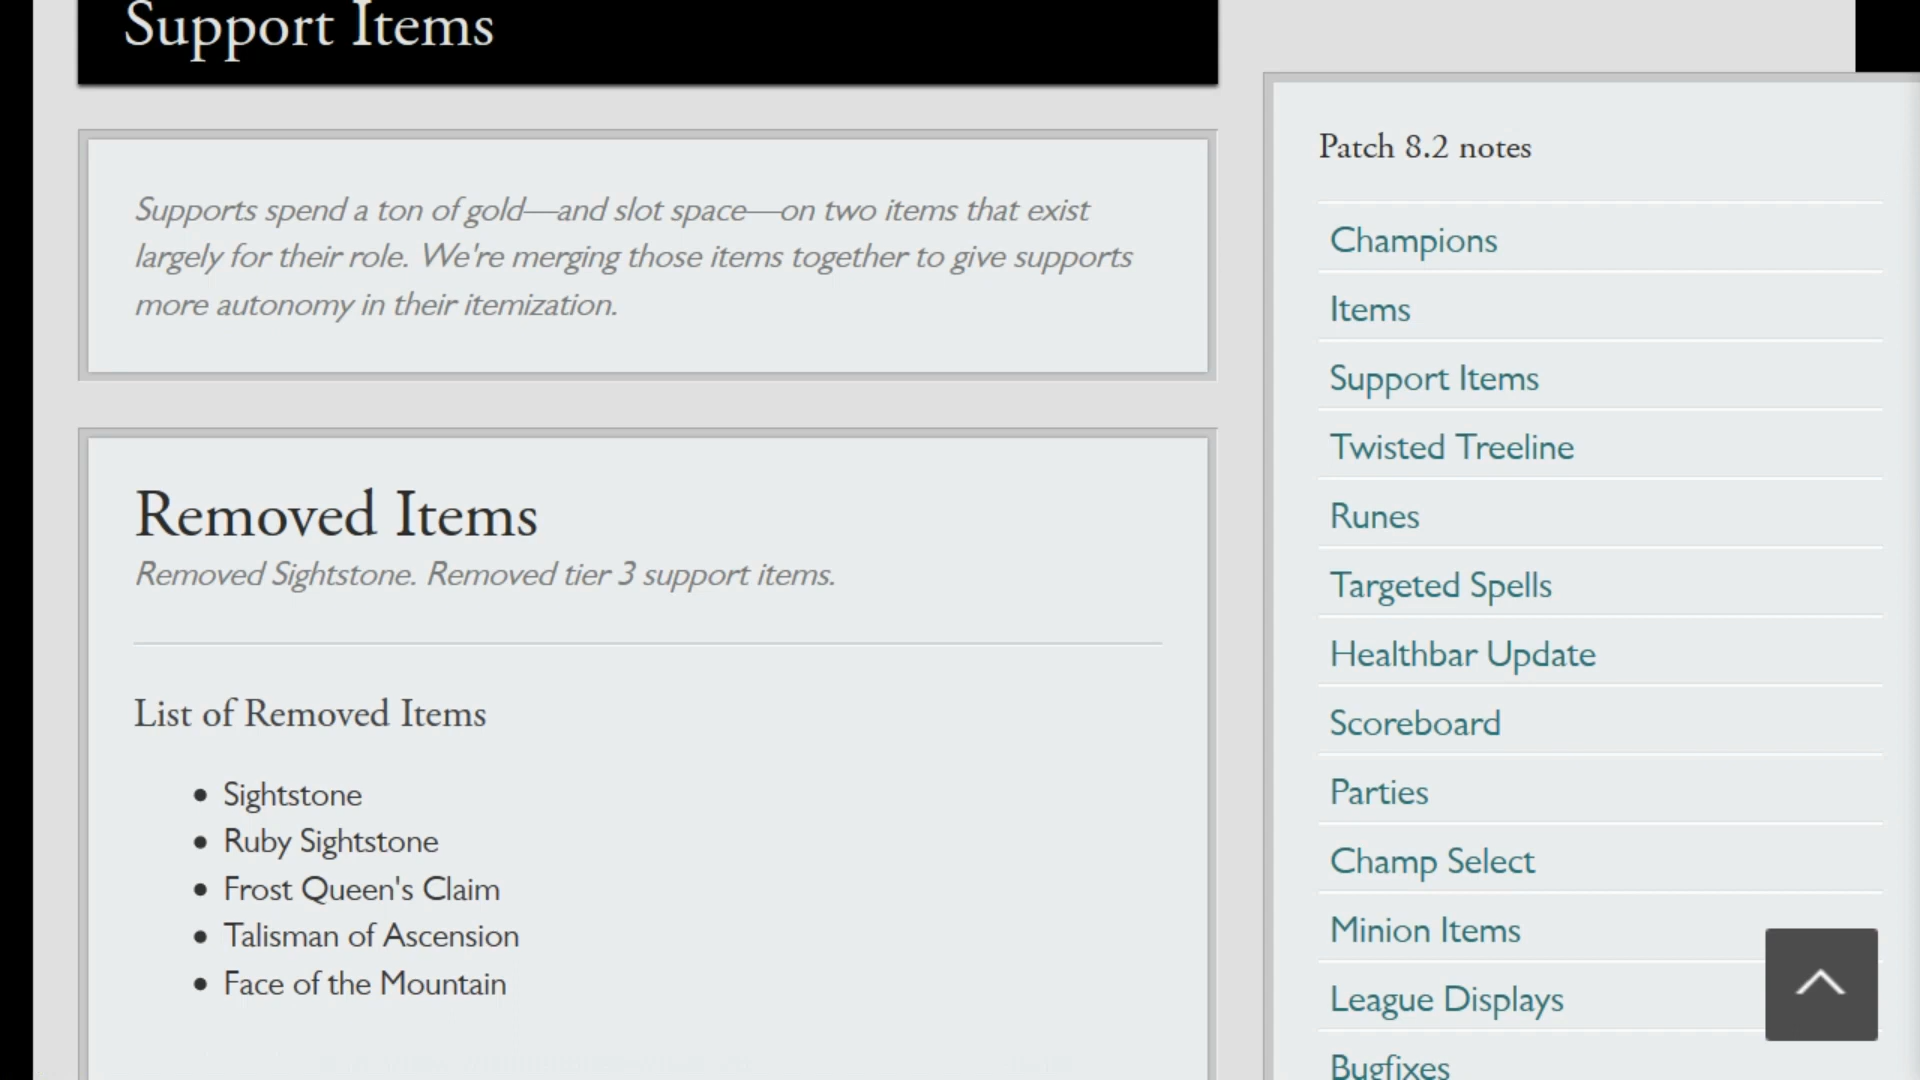 Support Items
Supports spend a ton of gold—and slot space—on two items that exist
largely for their role. We're merging those items together to give supports
more autonomy in their itemization.
Removed Items
Removed Sightstone. Removed tier 3 support items.
List of Removed Items
Sightstone
Ruby Sightstone
Frost Queen's Claim
Talisman of Ascension
Face of the Mountain
Patch 8.2 notes
Champions
Items
Support Items
Twisted Treeline
Runes
Targeted Spells
Healthbar Update
Scoreboard
Parties
Champ Select
Minion Items
League Displays
Bugfixes